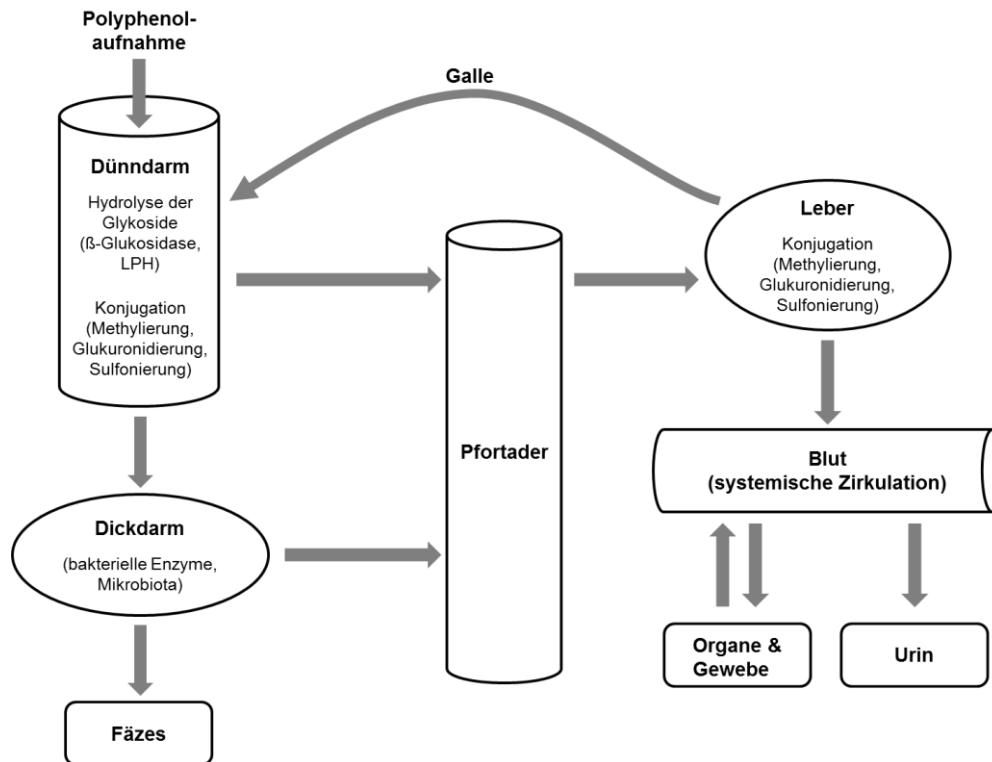 Polyphenol-
aufnahme
Galle
Dünndarm
Hydrolyse der
Glykoside
(ß-Glukosidase,
LPH)
Konjugation
(Methylierung,
Glukuronidierung,
Sulfonierung)
Leber
Konjugation
(Methylierung,
Glukuronidierung,
Sulfonierung)
Pfortader
Blut
(systemische Zirkulation)
Dickdarm
(bakterielle Enzyme,
Mikrobiota)
Organe &
Gewebe
Urin
Fäzes